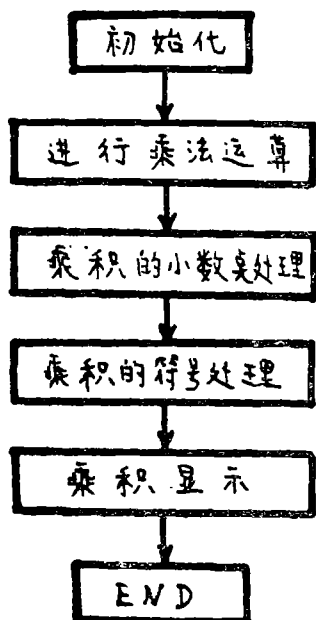 初始化
进行乘法运算
乘积的小数点处理
乘积的符号处理
乘积显示
END